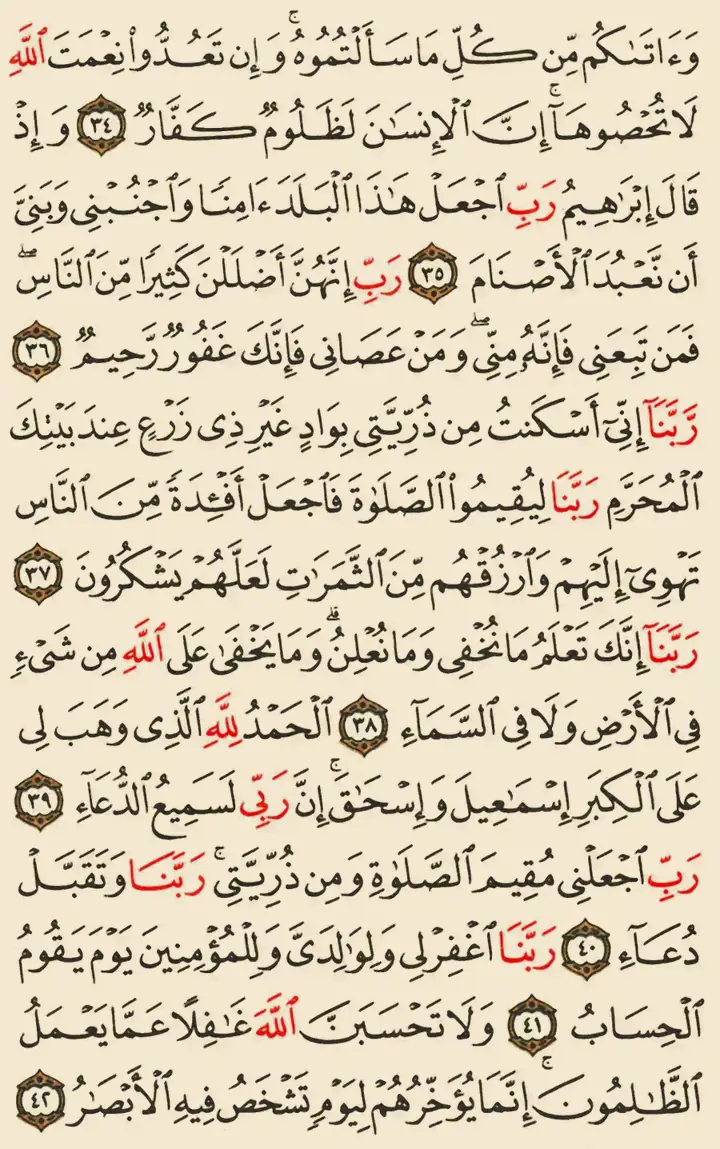 وَءَاتَىٰكُم مِّن كُلِّ مَا سَأَلْتُمُوهُ ۚ وَإِن تَعُدُّوا۟ نِعْمَتَ ٱللَّهِ
لَا تُحْصُوهَآ ۗ إِنَّ ٱلْإِنسَـٰنَ لَظَلُومٌ كَفَّارٌ ٣٤ وَإِذْ
قَالَ إِبْرَٰهِيمُ رَبِّ ٱجْعَلْ هَـٰذَا ٱلْبَلَدَ ءَامِنًا وَٱجْنُبْنِى وَبَنِىَّ
أَن نَّعْبُدَ ٱلْأَصْنَامَ ٣٥ رَبِّ إِنَّهُنَّ أَضْلَلْنَ كَثِيرًا مِّنَ ٱلنَّاسِ ۖ
فَمَن تَبِعَنِى فَإِنَّهُۥ مِنِّى ۖ وَمَنْ عَصَانِى فَإِنَّكَ غَفُورٌ رَّحِيمٌ ٣٦
رَّبَّنَآ إِنِّىٓ أَسْكَنتُ مِن ذُرِّيَّتِى بِوَادٍ غَيْرِ ذِى زَرْعٍ عِندَ بَيْتِكَ
ٱلْمُحَرَّمِ رَبَّنَا لِيُقِيمُوا۟ ٱلصَّلَوٰةَ فَٱجْعَلْ أَفْـِٔدَةً مِّنَ ٱلنَّاسِ
تَهْوِىٓ إِلَيْهِمْ وَٱرْزُقْهُم مِّنَ ٱلثَّمَرَٰتِ لَعَلَّهُمْ يَشْكُرُونَ ٣٧
رَبَّنَآ إِنَّكَ تَعْلَمُ مَا نُخْفِى وَمَا نُعْلِنُ ۗ وَمَا يَخْفَىٰ عَلَى ٱللَّهِ مِن شَىْءٍ
فِى ٱلْأَرْضِ وَلَا فِى ٱلسَّمَآءِ ٣٨ ٱلْحَمْدُ لِلَّهِ ٱلَّذِى وَهَبَ لِى
عَلَى ٱلْكِبَرِ إِسْمَـٰعِيلَ وَإِسْحَـٰقَ ۚ إِنَّ رَبِّى لَسَمِيعُ ٱلدُّعَآءِ ٣٩
رَبِّ ٱجْعَلْنِى مُقِيمَ ٱلصَّلَوٰةِ وَمِن ذُرِّيَّتِى ۚ رَبَّنَا وَتَقَبَّلْ
دُعَآءِ ٤٠ رَبَّنَا ٱغْفِرْ لِى وَلِوَٰلِدَىَّ وَلِلْمُؤْمِنِينَ يَوْمَ يَقُومُ
ٱلْحِسَابُ ٤١ وَلَا تَحْسَبَنَّ ٱللَّهَ غَـٰفِلًا عَمَّا يَعْمَلُ
ٱلظَّـٰلِمُونَ ۚ إِنَّمَا يُؤَخِّرُهُمْ لِيَوْمٍ تَشْخَصُ فِيهِ ٱلْأَبْصَـٰرُ ٤٢